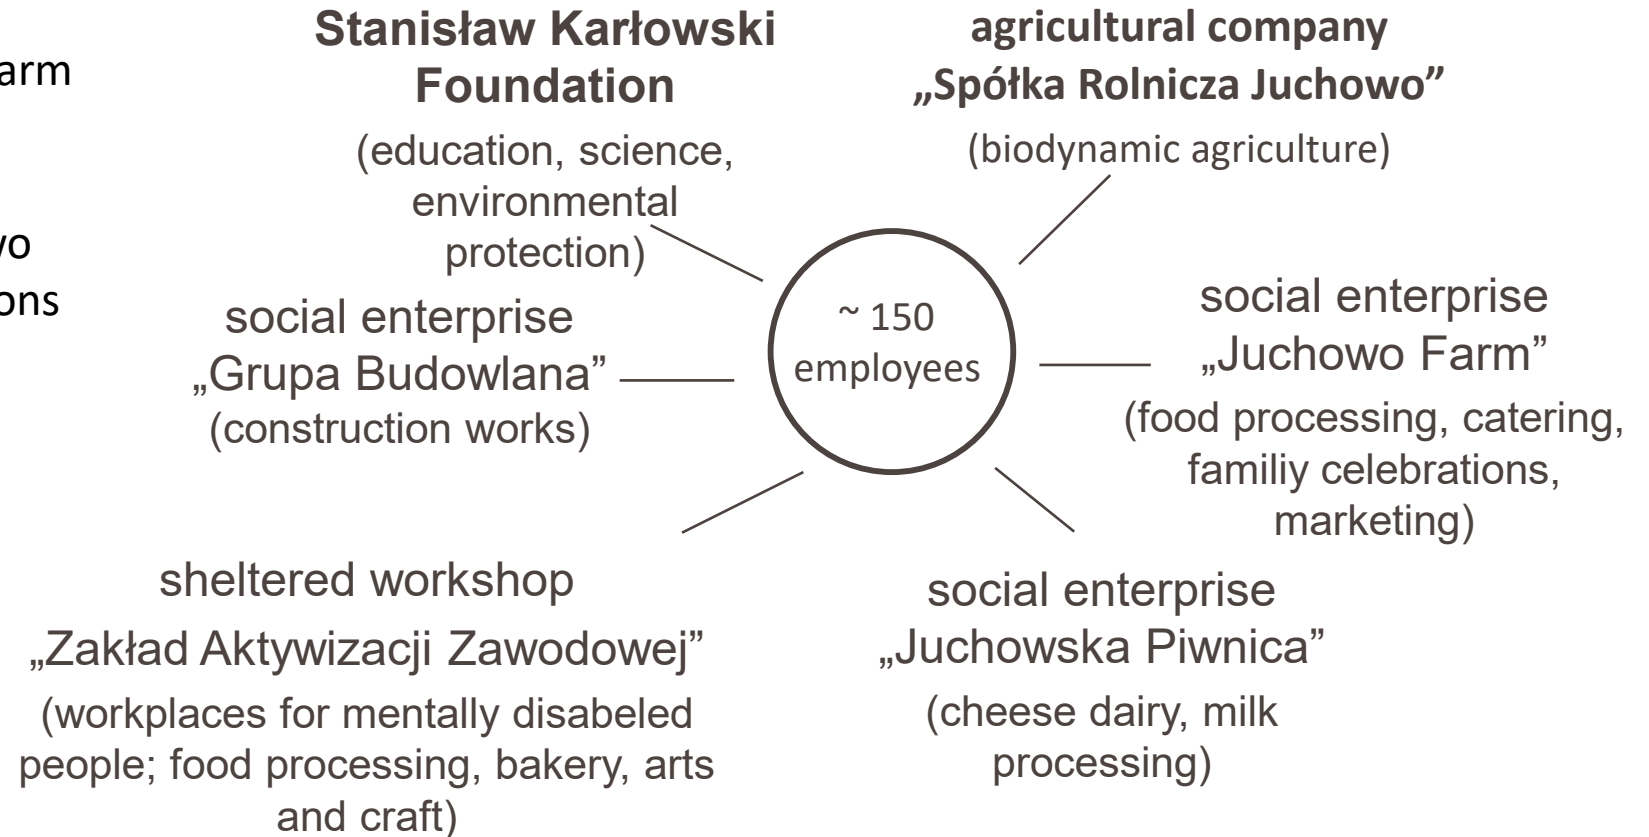 arm
vo
ons
Stanisław Karłowski
Foundation
(education, science,
environmental
protection)
agricultural company
„Spółka Rolnicza Juchowo”
(biodynamic agriculture)
~ 150
employees
social enterprise
„Grupa Budowlana”
(construction works)
social enterprise
„Juchowo Farm”
(food processing, catering,
familiy celebrations,
marketing)
sheltered workshop
„Zakład Aktywizacji Zawodowej”
(workplaces for mentally disabeled
people; food processing, bakery, arts
and craft)
social enterprise
„Juchowska Piwnica”
(cheese dairy, milk
processing)